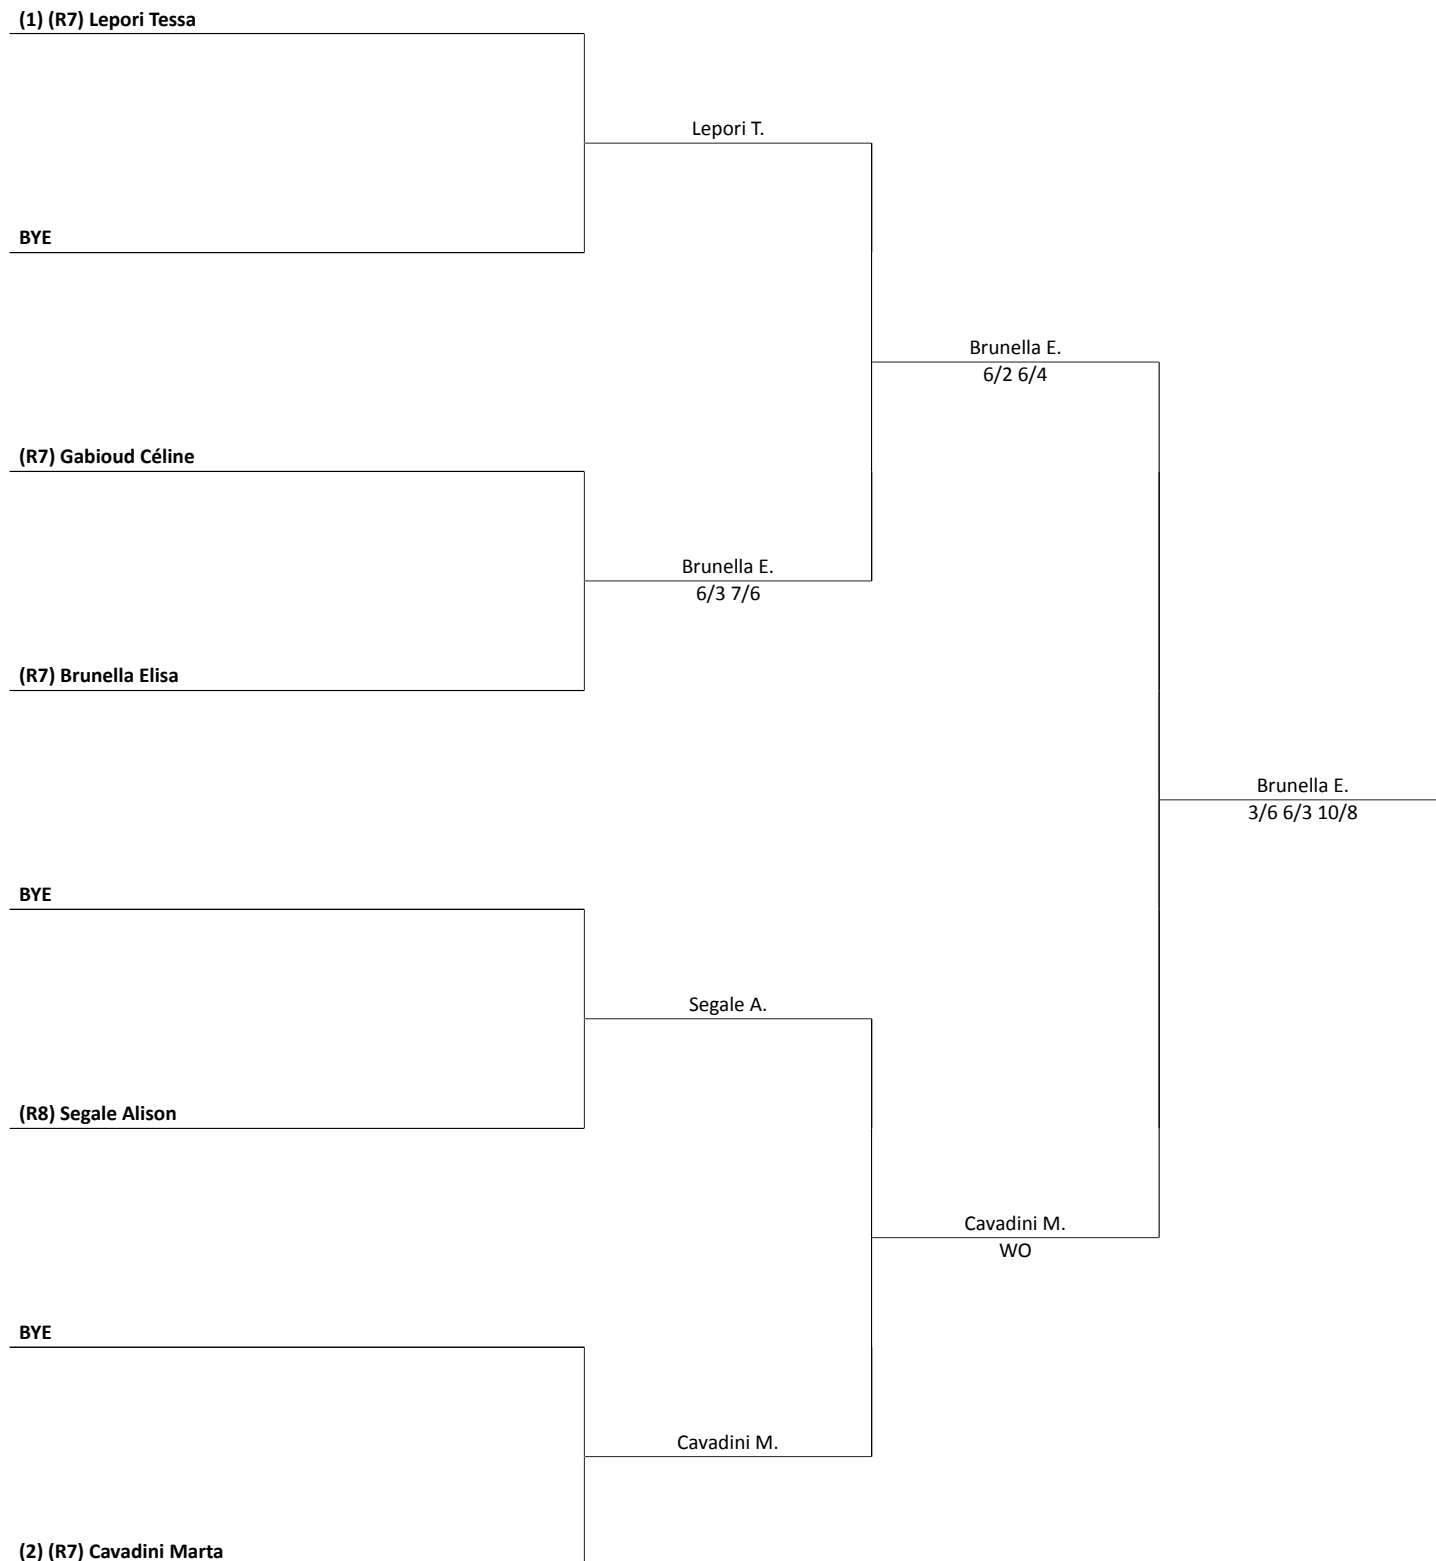 (1) (R7) Lepori Tessa
Lepori T.
BYE
Brunella E.
6/2 6/4
(R7) Gabioud Céline
Brunella E.
6/3 7/6
(R7) Brunella Elisa
Brunella E.
3/6 6/3 10/8
BYE
Segale A.
(R8) Segale Alison
Cavadini M.
WO
BYE
Cavadini M.
(2) (R7) Cavadini Marta